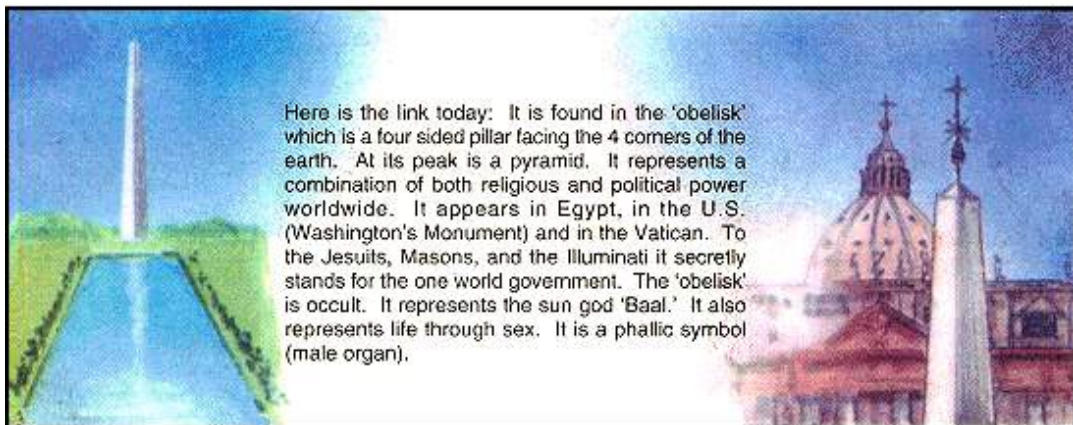 Here is the link today: It is found in the 'obelisk'
which is a four sided pillar facing the 4 corners of the
earth. At its peak is a pyramid. It represents a
combination of both religious and political power
worldwide. It appears in Egypt, in the U.S.
(Washington's Monument) and in the Vatican. To
the Jesuits, Masons, and the Illuminati it secretly
stands for the one world government. The 'obelisk'
is occult. It represents the sun god 'Baal.' It also
represents life through sex. It is a phallic symbol
(male organ).